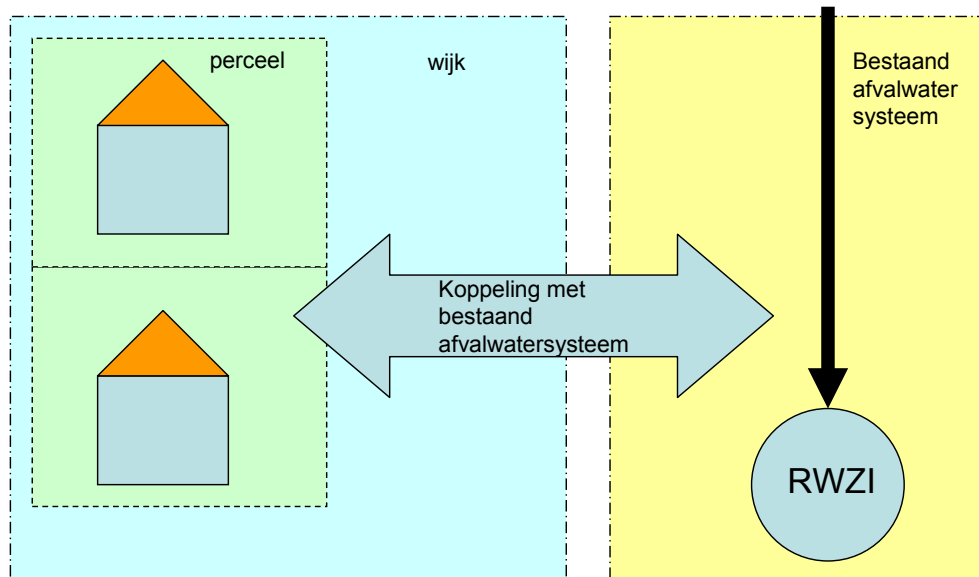 perceel
wijk
Bestaand
afvalwater
systeem
Koppeling met
bestaand
afvalwatersysteem
RWZI